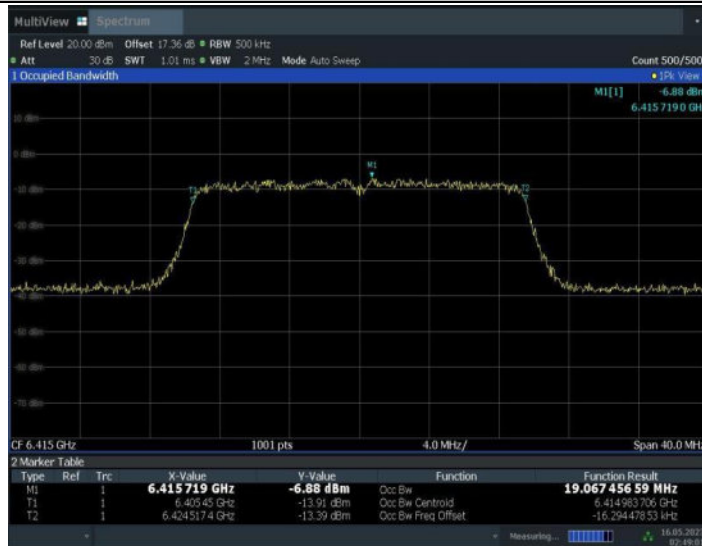 MultiView Spectrum
Ref Level 20.00 dBm Offset 17.36 dB RBW 500 kHz
Att 30 dB SWT 1.01 ms VBW 2 MHz Mode Auto Sweep Count 500/500
1 Occupied Bandwidth 1Pk View
M1[1] -6.88 dBm
6.415 719 0 GHz
10 dBm
0 dBm
M1
-10 dBm
T1 T2
-20 dBm
-30 dBm
-40 dBm
-50 dBm
-60 dBm
-70 dBm
CF 6.415 GHz 1001 pts 4.0 MHz/ Span 40.0 MHz
2 Marker Table
Type Ref Trc X-Value Y-Value Function Function Result
M1 1 6.415 719 GHz -6.88 dBm Occ Bw 19.067 456 59 MHz
T1 1 6.405 45 GHz -13.91 dBm Occ Bw Centroid 6.414 983 706 GHz
T2 1 6.424 517 4 GHz -13.39 dBm Occ Bw Freq Offset -16.294 478 53 kHz
Measuring... 16.05.2023